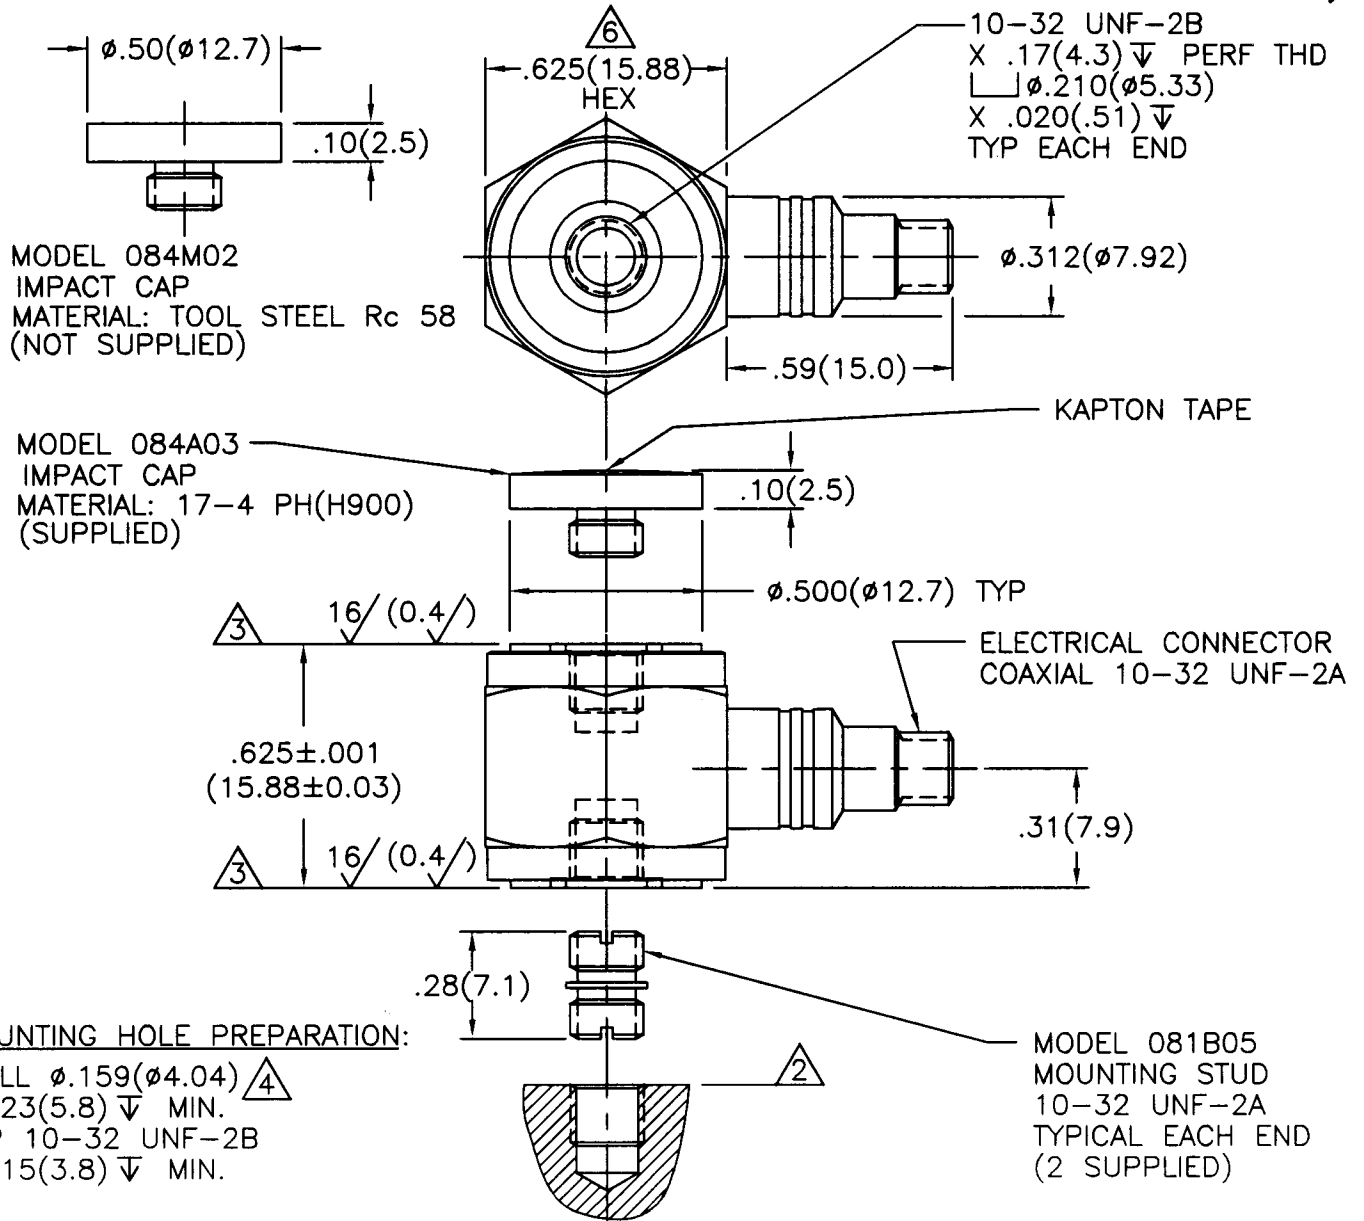 ø.50(ø12.7)
.10(2.5)
MODEL 084M02
IMPACT CAP
MATERIAL: TOOL STEEL Rc 58
(NOT SUPPLIED)
6
.625(15.88)
HEX
10-32 UNF-2B
X .17(4.3)↧ PERF THD
⌴ø.210(ø5.33)
X .020(.51)↧
TYP EACH END
ø.312(ø7.92)
.59(15.0)
KAPTON TAPE
MODEL 084A03
IMPACT CAP
MATERIAL: 17-4 PH(H900)
(SUPPLIED)
.10(2.5)
ø.500(ø12.7) TYP
3 16/ (0.4/)
ELECTRICAL CONNECTOR
COAXIAL 10-32 UNF-2A
.625±.001
(15.88±0.03)
.31(7.9)
3 16/ (0.4/)
.28(7.1)
UNTING HOLE PREPARATION:
LL ø.159(ø4.04) 4
23(5.8)↧ MIN.
10-32 UNF-2B
15(3.8)↧ MIN.
2
MODEL 081B05
MOUNTING STUD
10-32 UNF-2A
TYPICAL EACH END
(2 SUPPLIED)